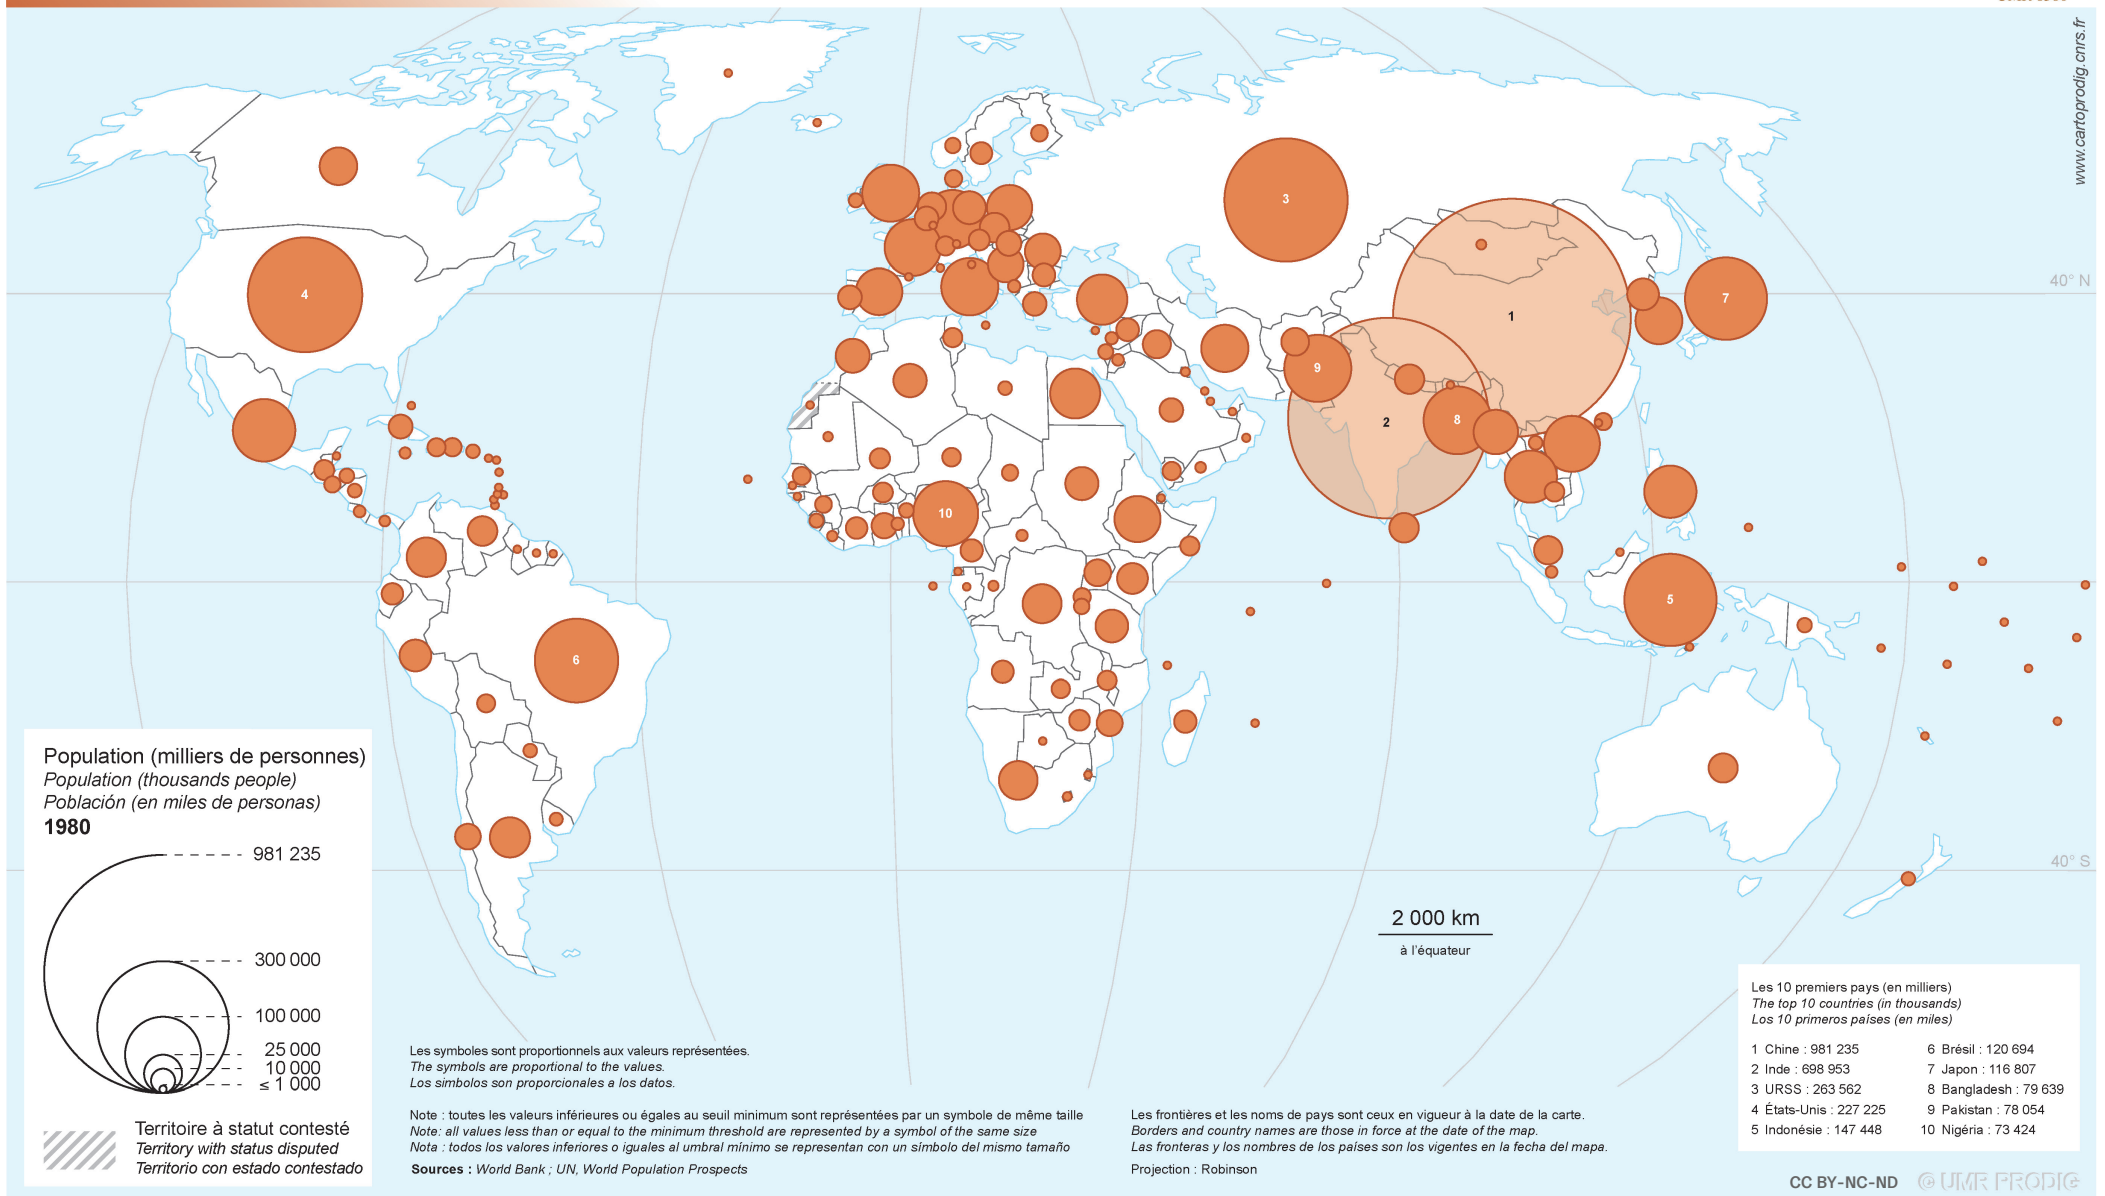 www.cartoprodig.cnrs.fr
40° N
40° S
1
2
3
4
5
6
7
8
9
10
Population (milliers de personnes)
Population (thousands people)
Población (en miles de personas)
1980
981 235
300 000
100 000
25 000
10 000
≤ 1 000
Territoire à statut contesté
Territory with status disputed
Territorio con estado contestado
Les symboles sont proportionnels aux valeurs représentées.
The symbols are proportional to the values.
Los simbolos son proporcionales a los datos.
Note : toutes les valeurs inférieures ou égales au seuil minimum sont représentées par un symbole de même taille
Note: all values less than or equal to the minimum threshold are represented by a symbol of the same size
Nota : todos los valores inferiores o iguales al umbral mínimo se representan con un símbolo del mismo tamaño
Sources : World Bank ; UN, World Population Prospects
2 000 km
à l'équateur
Les frontières et les noms de pays sont ceux en vigueur à la date de la carte.
Borders and country names are those in force at the date of the map.
Las fronteras y los nombres de los países son los vigentes en la fecha del mapa.
Projection : Robinson
Les 10 premiers pays (en milliers)
The top 10 countries (in thousands)
Los 10 primeros países (en miles)
1 Chine : 981 235
2 Inde : 698 953
3 URSS : 263 562
4 États-Unis : 227 225
5 Indonésie : 147 448
6 Brésil : 120 694
7 Japon : 116 807
8 Bangladesh : 79 639
9 Pakistan : 78 054
10 Nigéria : 73 424
CC BY-NC-ND © UMR PRODIG